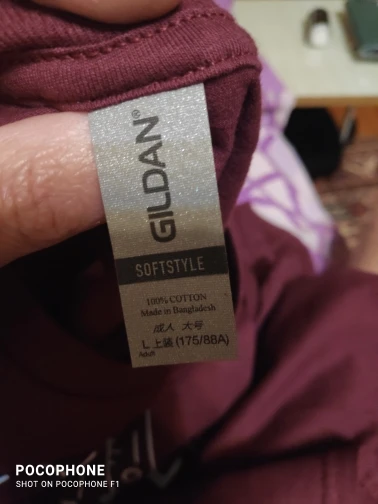 GILDAN®
SOFTSTYLE
100% COTTON
Made in Bangladesh
成人 大号
L 上装 (175/88A)
Adult
POCOPHONE
SHOT ON POCOPHONE F1